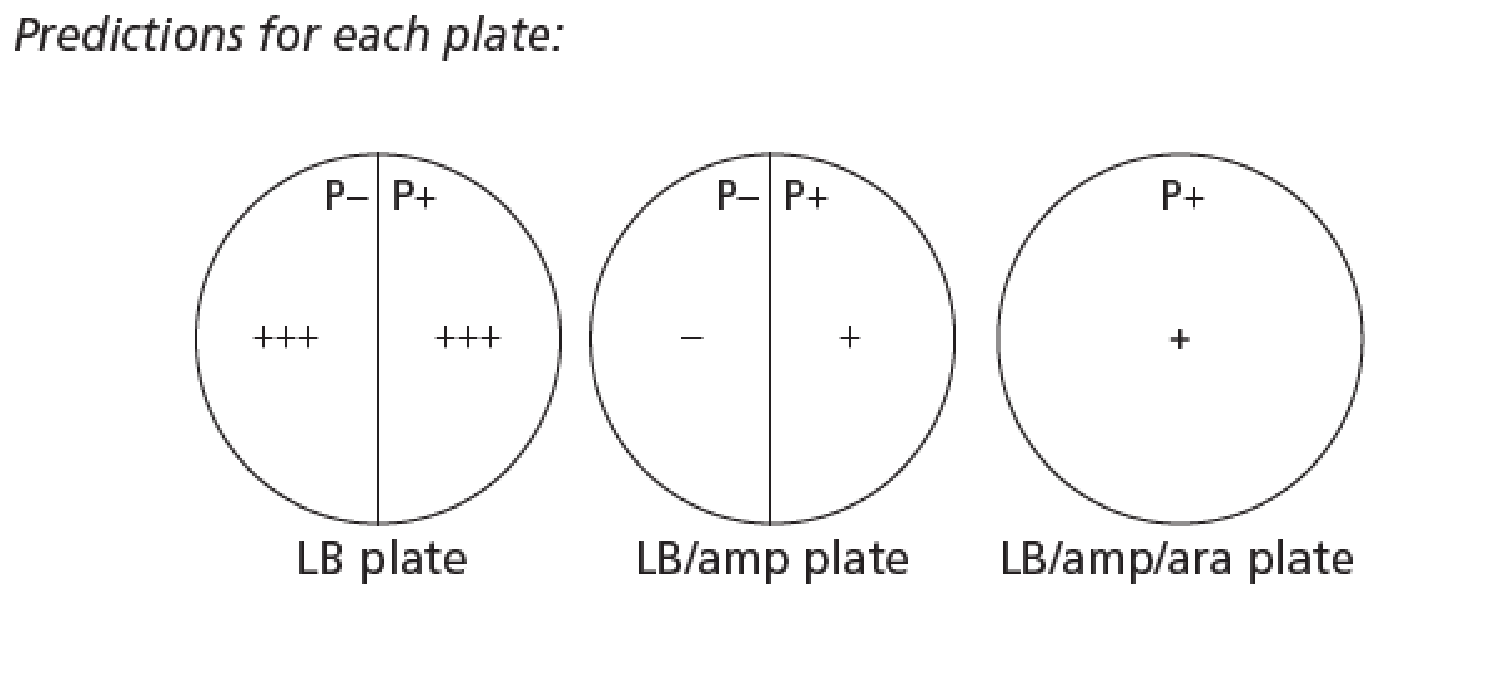 Predictions for each plate:
P– P+ P– P+ P+
+++ +++ – + +
LB plate LB/amp plate LB/amp/ara plate